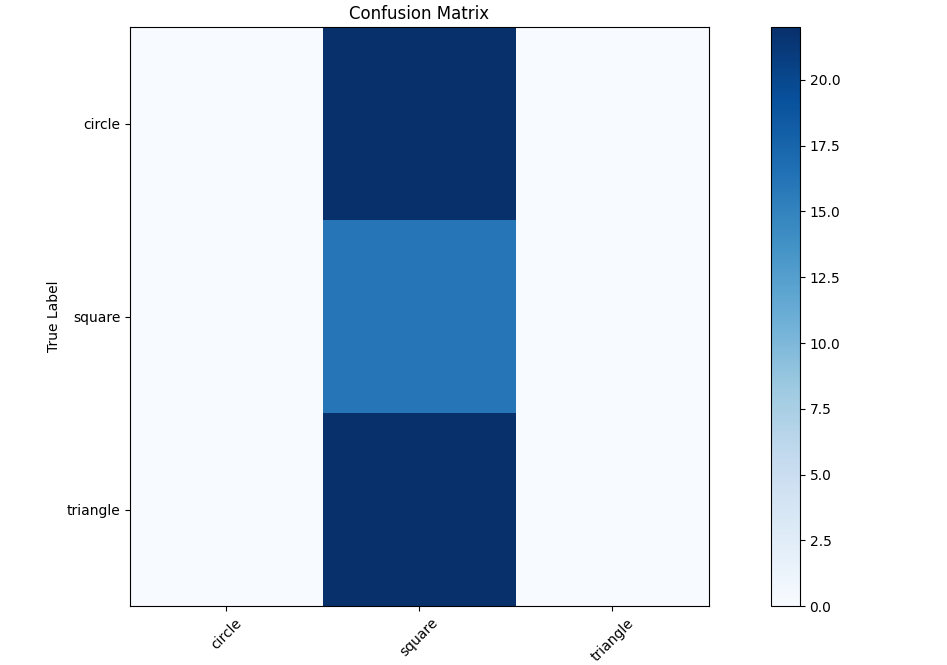 Confusion Matrix
circle
square
triangle
True Label
circle
square
triangle
20.0
17.5
15.0
12.5
10.0
7.5
5.0
2.5
0.0